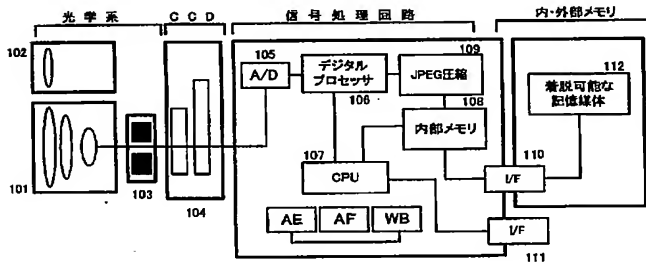 光学系
CCD
信号処理回路
内・外部メモリ
102
101
103
104
105
A/D
デジタル
プロセッサ
106
109
JPEG圧縮
108
内部メモリ
107
CPU
AE
AF
WB
110
I/F
I/F
111
112
着脱可能な
記憶媒体